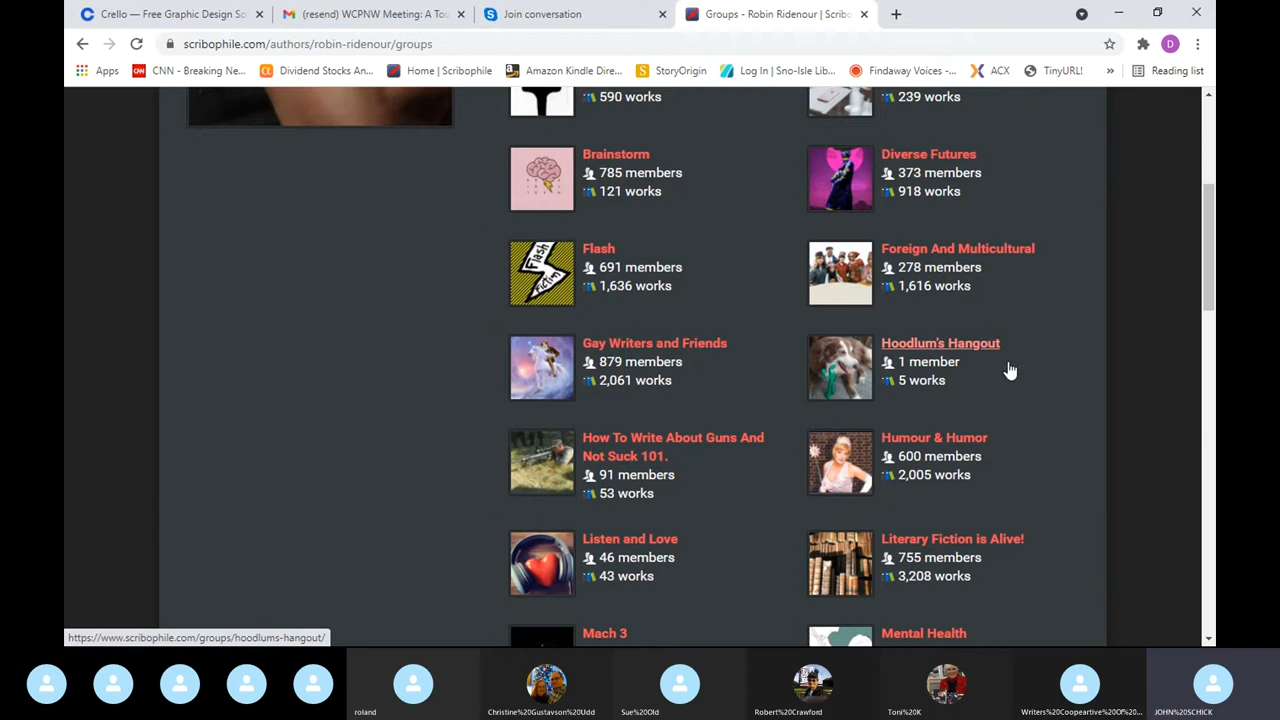 Crello — Free Graphic Design So
(resend) WCPNW Meeting: A Tou
Join conversation
Groups - Robin Ridenour | Scribo
scribophile.com/authors/robin-ridenour/groups
D
Apps
CNN - Breaking Ne...
Dividend Stocks An...
Home | Scribophile
Amazon Kindle Dire...
StoryOrigin
Log In | Sno-Isle Lib...
Findaway Voices -...
ACX
TinyURL!
»
Reading list
590 works
239 works
Brainstorm
785 members
121 works
Diverse Futures
373 members
918 works
Flash
691 members
1,636 works
Flash
Fiction
Foreign And Multicultural
278 members
1,616 works
Gay Writers and Friends
879 members
2,061 works
Hoodlum's Hangout
1 member
5 works
How To Write About Guns And
Not Suck 101.
91 members
53 works
Humour & Humor
600 members
2,005 works
Listen and Love
46 members
43 works
Literary Fiction is Alive!
755 members
3,208 works
Mach 3
Mental Health
https://www.scribophile.com/groups/hoodlums-hangout/
roland
Christine%20Gustavson%20Udd
Sue%20Old
Robert%20Crawford
Toni%20K
Writers%20Coopeartive%20Of%20...
JOHN%20SCHICK